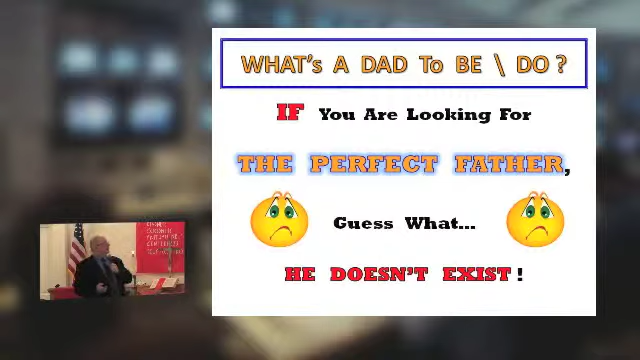 WHAT's A DAD To BE \ DO ?
IF You Are Looking For
THE PERFECT FATHER,
Guess What...
HE DOESN'T EXIST !